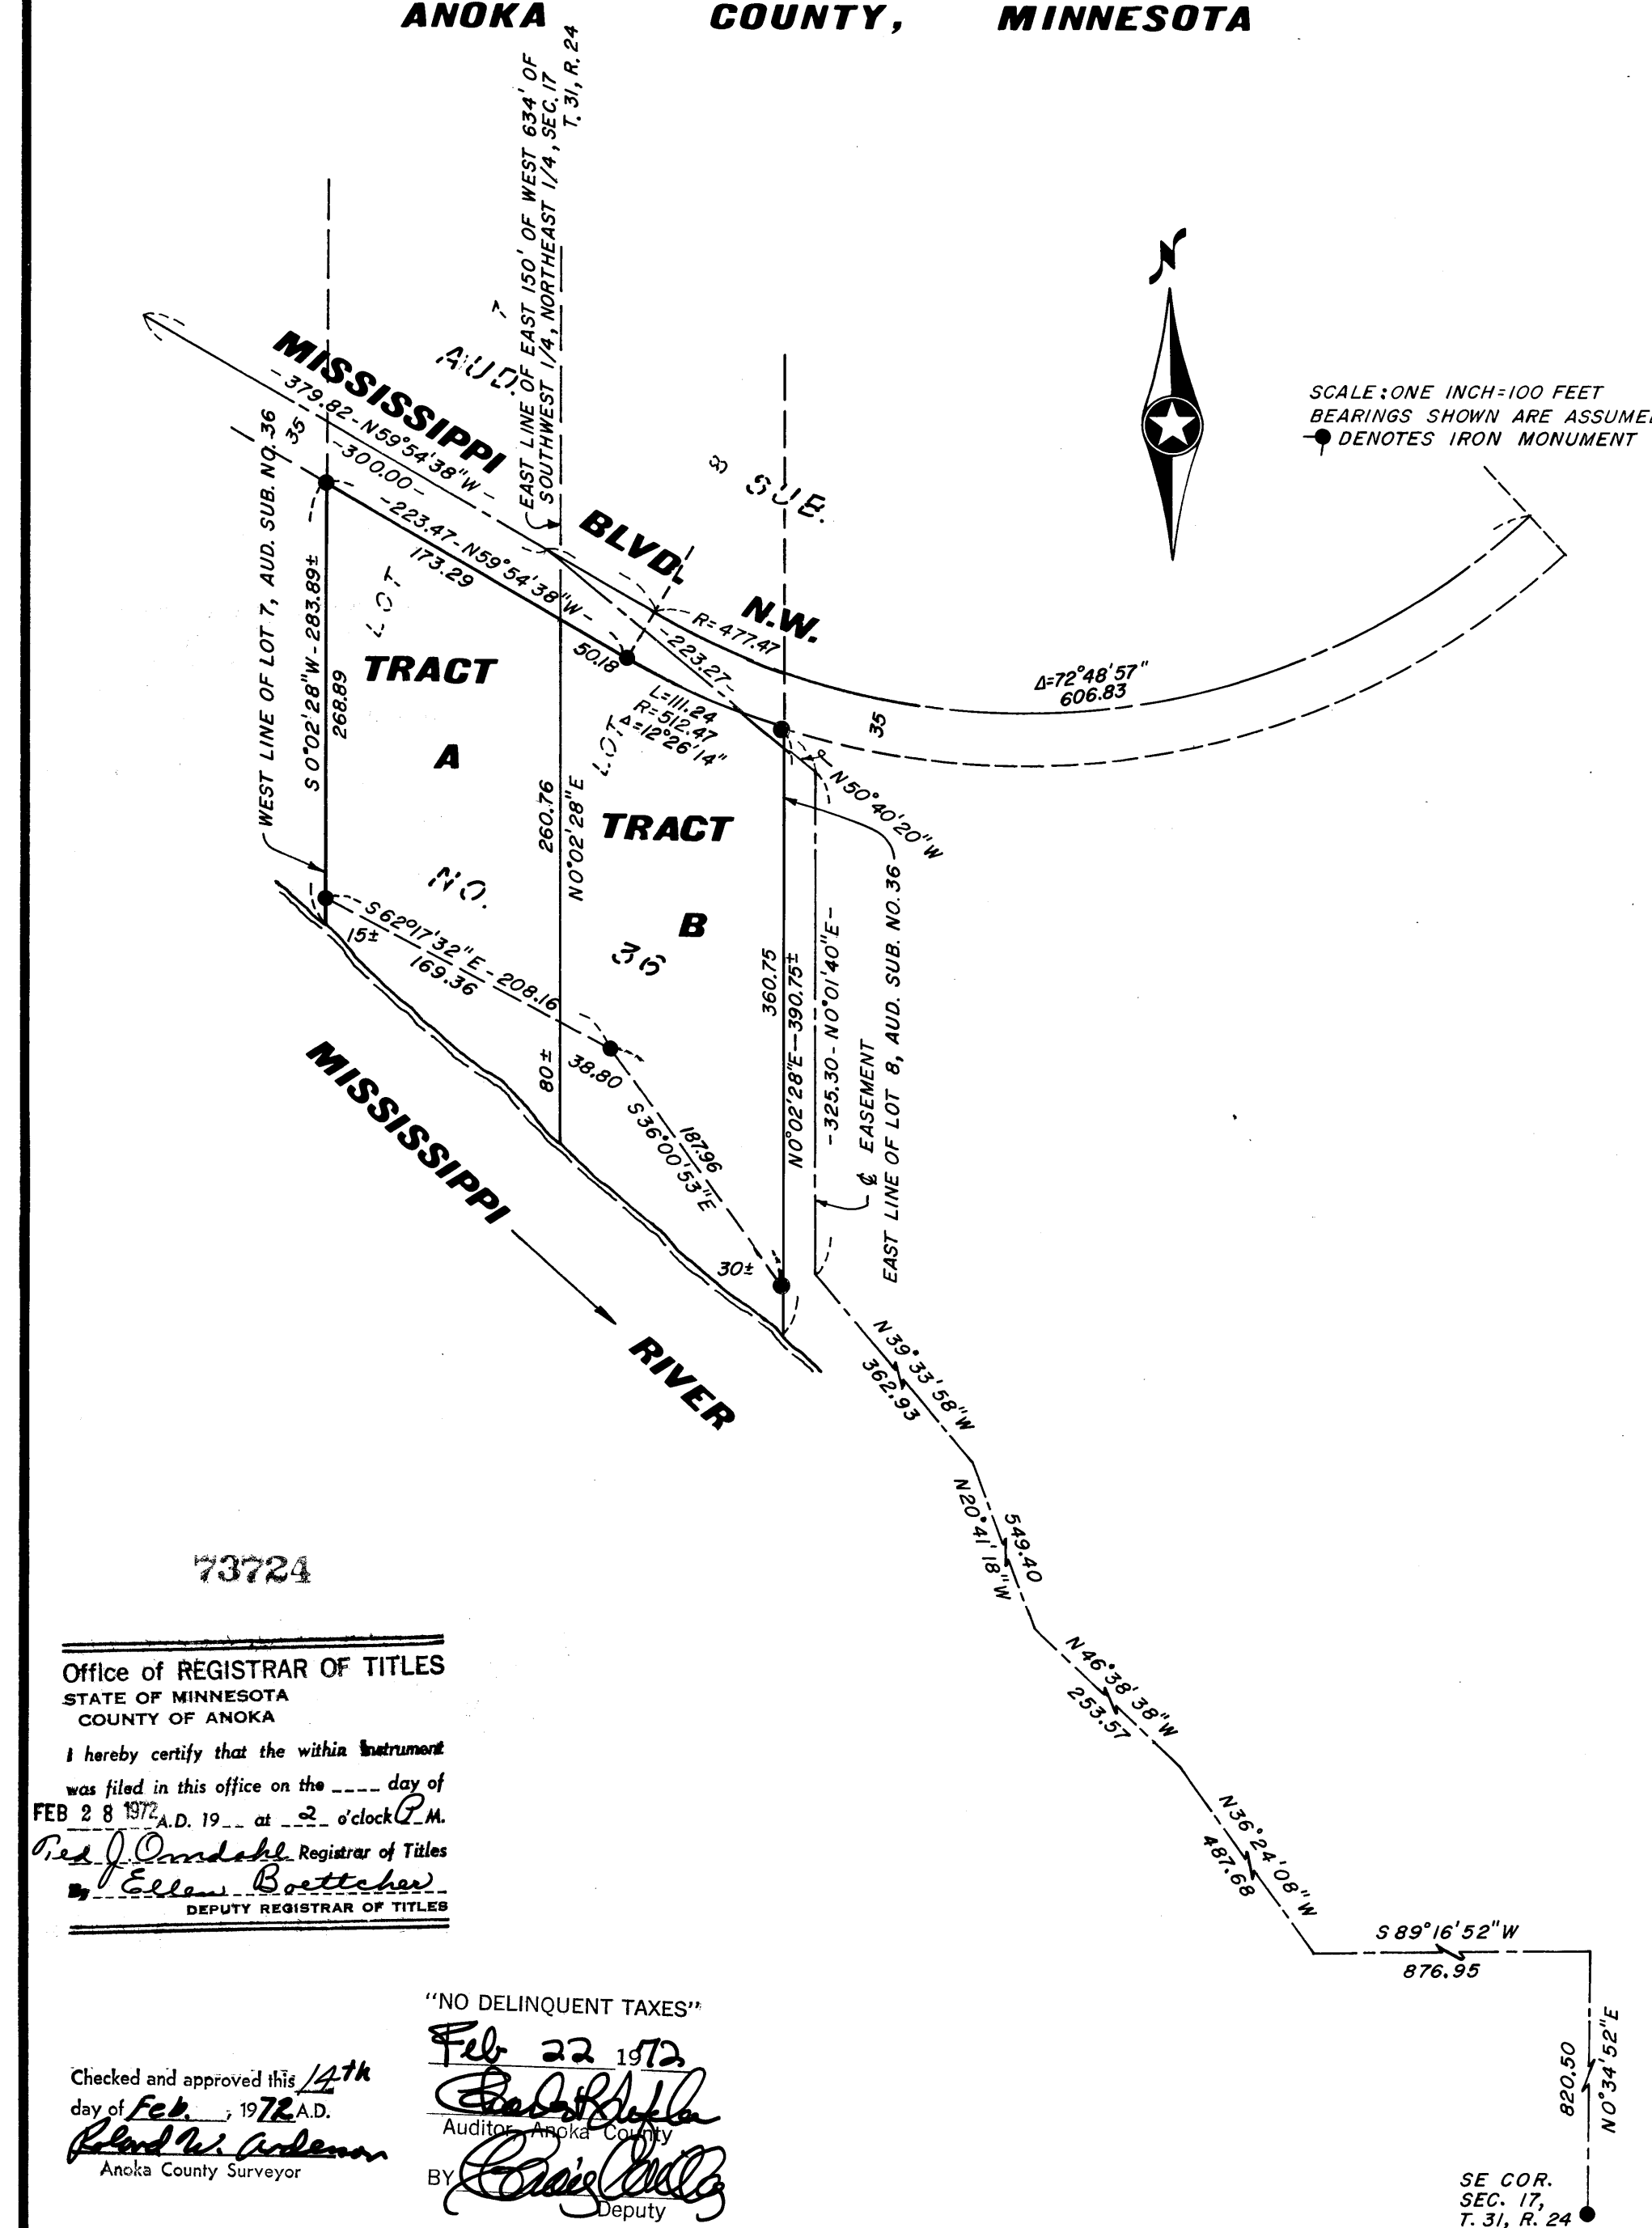 ANOKA COUNTY, MINNESOTA
EAST LINE OF EAST 150' OF WEST 634' OF
SOUTHWEST 1/4, NORTHEAST 1/4, SEC. 17
T. 31, R. 24
SCALE: ONE INCH=100 FEET
BEARINGS SHOWN ARE ASSUMED
DENOTES IRON MONUMENT
N
MISSISSIPPI BLVD. N.W.
-379.82-N59°54'38"W-
-300.00-
35
-223.47-N59°54'38"W-
173.29
50.18
AUD.
7
8
SUB.
R=477.47
-223.27-
Δ=72°48'57"
606.83
35
L=111.24
R=512.47
Δ=12°26'14"
N50°40'20"W
WEST LINE OF LOT 7, AUD. SUB. NO. 36
S0°02'28"W-283.89±
268.89
LOT
TRACT
A
LOT
TRACT
B
NO.
36
260.76
N0°02'28"E
80±
15±
S62°17'32"E-208.16
169.36
38.80
187.96
S36°00'53"E
30±
360.75
N0°02'28"E-390.75±
-325.30-N0°01'40"E-
℄ EASEMENT
EAST LINE OF LOT 8, AUD. SUB. NO. 36
MISSISSIPPI RIVER
N39°33'58"W
362.93
N20°41'18"W
549.40
N46°38'38"W
253.57
N36°24'08"W
487.68
S89°16'52"W
876.95
820.50
N0°34'52"E
SE COR.
SEC. 17,
T. 31, R. 24
73724
Office of REGISTRAR OF TITLES
STATE OF MINNESOTA
COUNTY OF ANOKA
I hereby certify that the within Instrument
was filed in this office on the ____ day of
FEB 28 1972 A.D. 19__ at 2 o'clock P.M.
Ted J. Omdahl Registrar of Titles
By Ellen Boettcher
DEPUTY REGISTRAR OF TITLES
"NO DELINQUENT TAXES"
Feb 22 1972
Auditor, Anoka County
BY
Deputy
Checked and approved this 14th
day of Feb., 1972 A.D.
Roland W. Anderson
Anoka County Surveyor